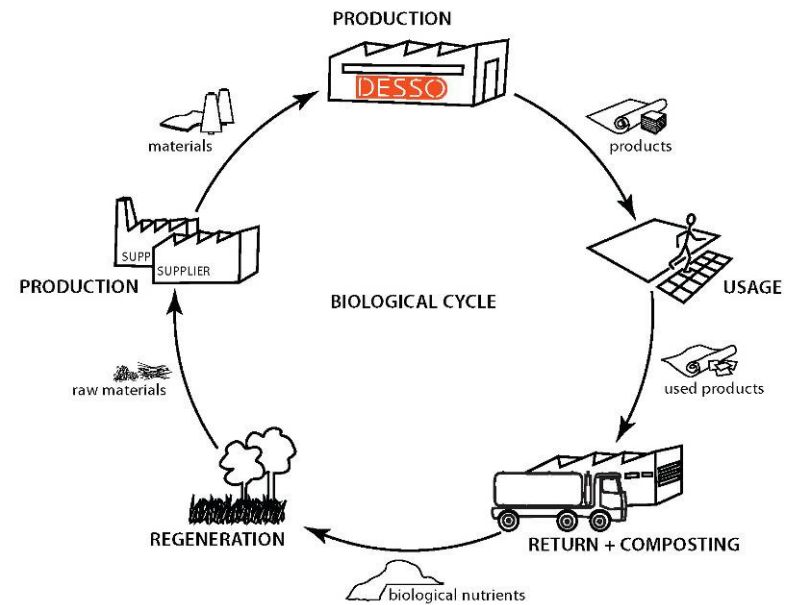 PRODUCTION
DESSO
materials
products
SUPP
SUPPLIER
PRODUCTION
BIOLOGICAL CYCLE
USAGE
raw materials
used products
REGENERATION
RETURN + COMPOSTING
biological nutrients